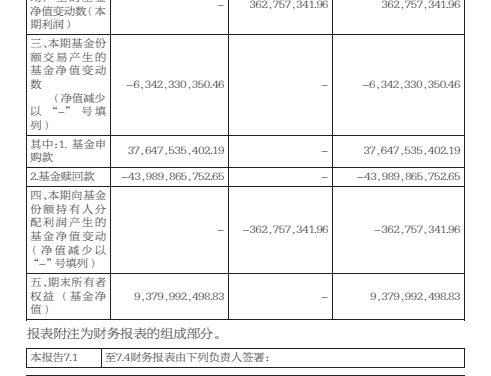 净值变动数（本 – 362,757,341.96 362,757,341.96
期利润）
三、本期基金份
额交易产生的
基金净值变动
数 –6,342,330,350.46 – –6,342,330,350.46
（净值减少
以“–”号填
列）
其中:1. 基金申
购款 37,647,535,402.19 – 37,647,535,402.19
2.基金赎回款 –43,989,865,752.65 – –43,989,865,752.65
四、本期向基金
份额持有人分
配利润产生的
基金净值变动 – –362,757,341.96 –362,757,341.96
（净值减少以
“–”号填列）
五、期末所有者
权益（基金净 9,379,992,498.83 – 9,379,992,498.83
值）
报表附注为财务报表的组成部分。
本报告7.1 至7.4财务报表由下列负责人签署：